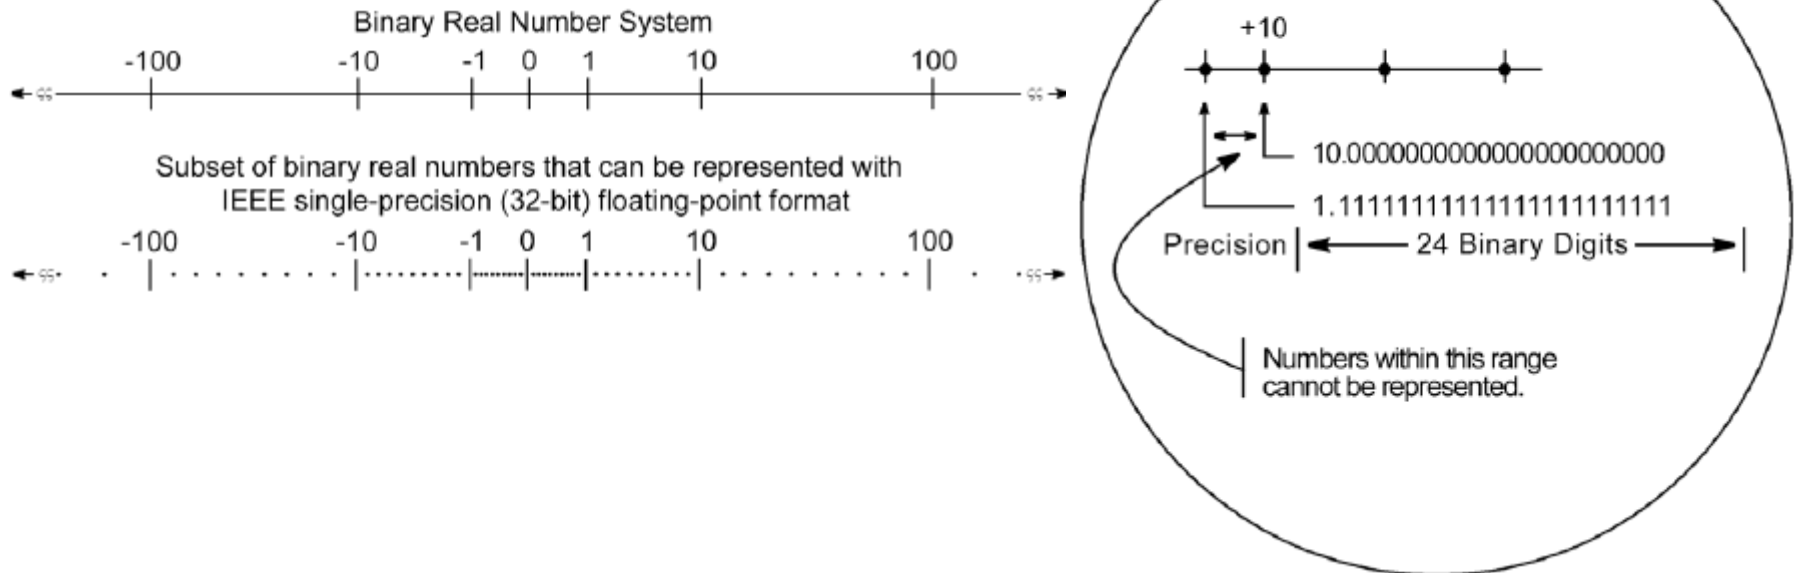 Binary Real Number System
-100 -10 -1 0 1 10 100
Subset of binary real numbers that can be represented with
IEEE single-precision (32-bit) floating-point format
-100 -10 -1 0 1 10 100
+10
10.0000000000000000000000
1.11111111111111111111111
Precision 24 Binary Digits
Numbers within this range
cannot be represented.